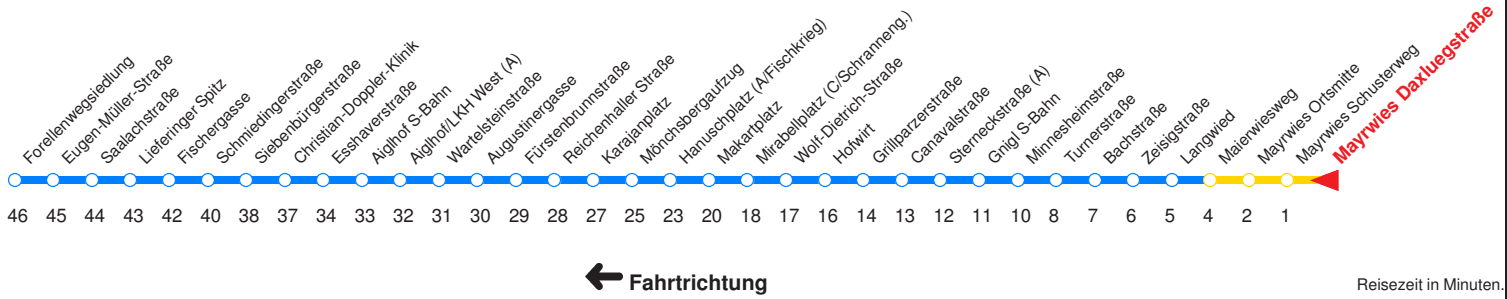 Forellenwegsiedlung
Eugen-Müller-Straße
Saalachstraße
Lieferinger Spitz
Fischergasse
Schmiedingerstraße
Siebenbürgerstraße
Christian-Doppler-Klinik
Esshaverstraße
Aiglhof S-Bahn
Aiglhof/LKH West (A)
Wartelsteinstraße
Augustinergasse
Fürstenbrunnstraße
Reichenhaller Straße
Karajanplatz
Mönchsbergaufzug
Hanuschplatz (A/Fischkrieg)
Makartplatz
Mirabellplatz (C/Schranneng.)
Wolf-Dietrich-Straße
Hofwirt
Grillparzerstraße
Canavalstraße
Sterneckstraße (A)
Gnigl S-Bahn
Minnesheimstraße
Turnerstraße
Bachstraße
Zeisigstraße
Langwied
Maierwiesweg
Mayrwies Ortsmitte
Mayrwies Schusterweg
Mayrwies Daxluegstraße
46 45 44 43 42 40 38 37 34 33 32 31 30 29 28 27 25 23 20 18 17 16 14 13 12 11 10 8 7 6 5 4 2 1
Fahrtrichtung
Reisezeit in Minuten.